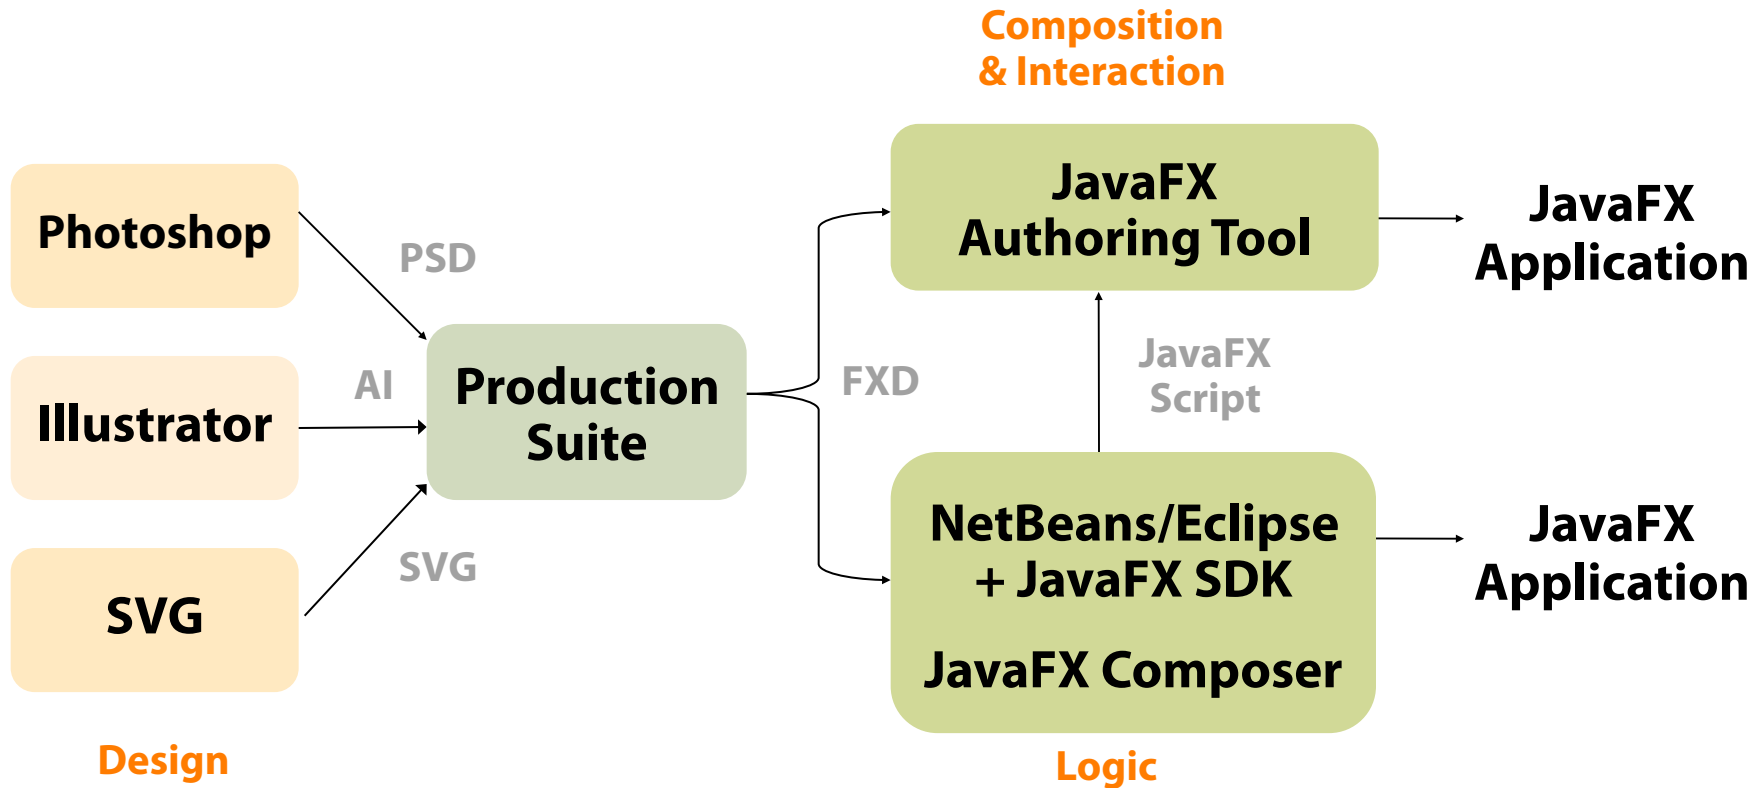 Composition
& Interaction
JavaFX
Authoring Tool
JavaFX
Application
Photoshop
PSD
Illustrator
AI
Production
Suite
FXD
JavaFX
Script
SVG
SVG
NetBeans/Eclipse
+ JavaFX SDK
JavaFX Composer
JavaFX
Application
Design
Logic